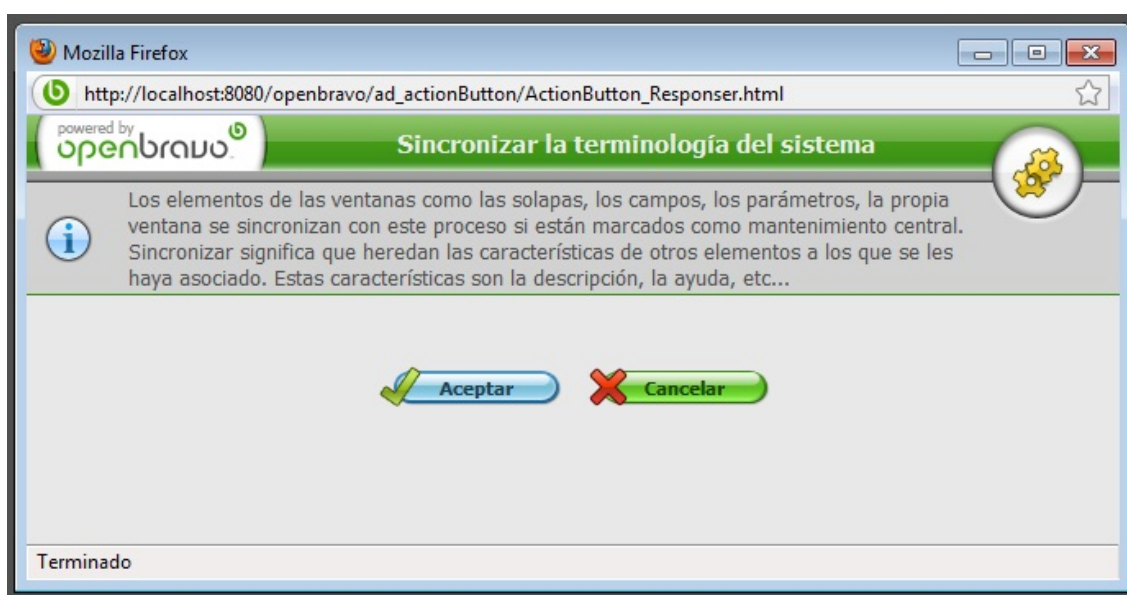 Mozilla Firefox
http://localhost:8080/openbravo/ad_actionButton/ActionButton_Responser.html
powered by
openbravo
Sincronizar la terminología del sistema
Los elementos de las ventanas como las solapas, los campos, los parámetros, la propia
ventana se sincronizan con este proceso si están marcados como mantenimiento central.
Sincronizar significa que heredan las características de otros elementos a los que se les
haya asociado. Estas características son la descripción, la ayuda, etc...
Aceptar
Cancelar
Terminado